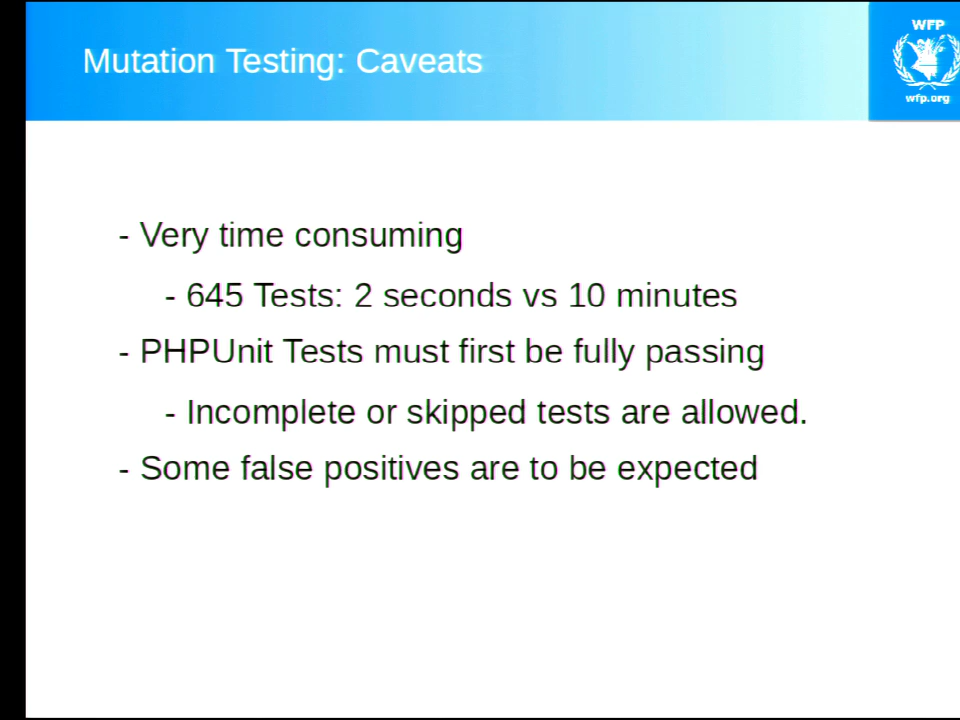 Mutation Testing: Caveats
WFP
wfp.org
- Very time consuming
- 645 Tests: 2 seconds vs 10 minutes
- PHPUnit Tests must first be fully passing
- Incomplete or skipped tests are allowed.
- Some false positives are to be expected